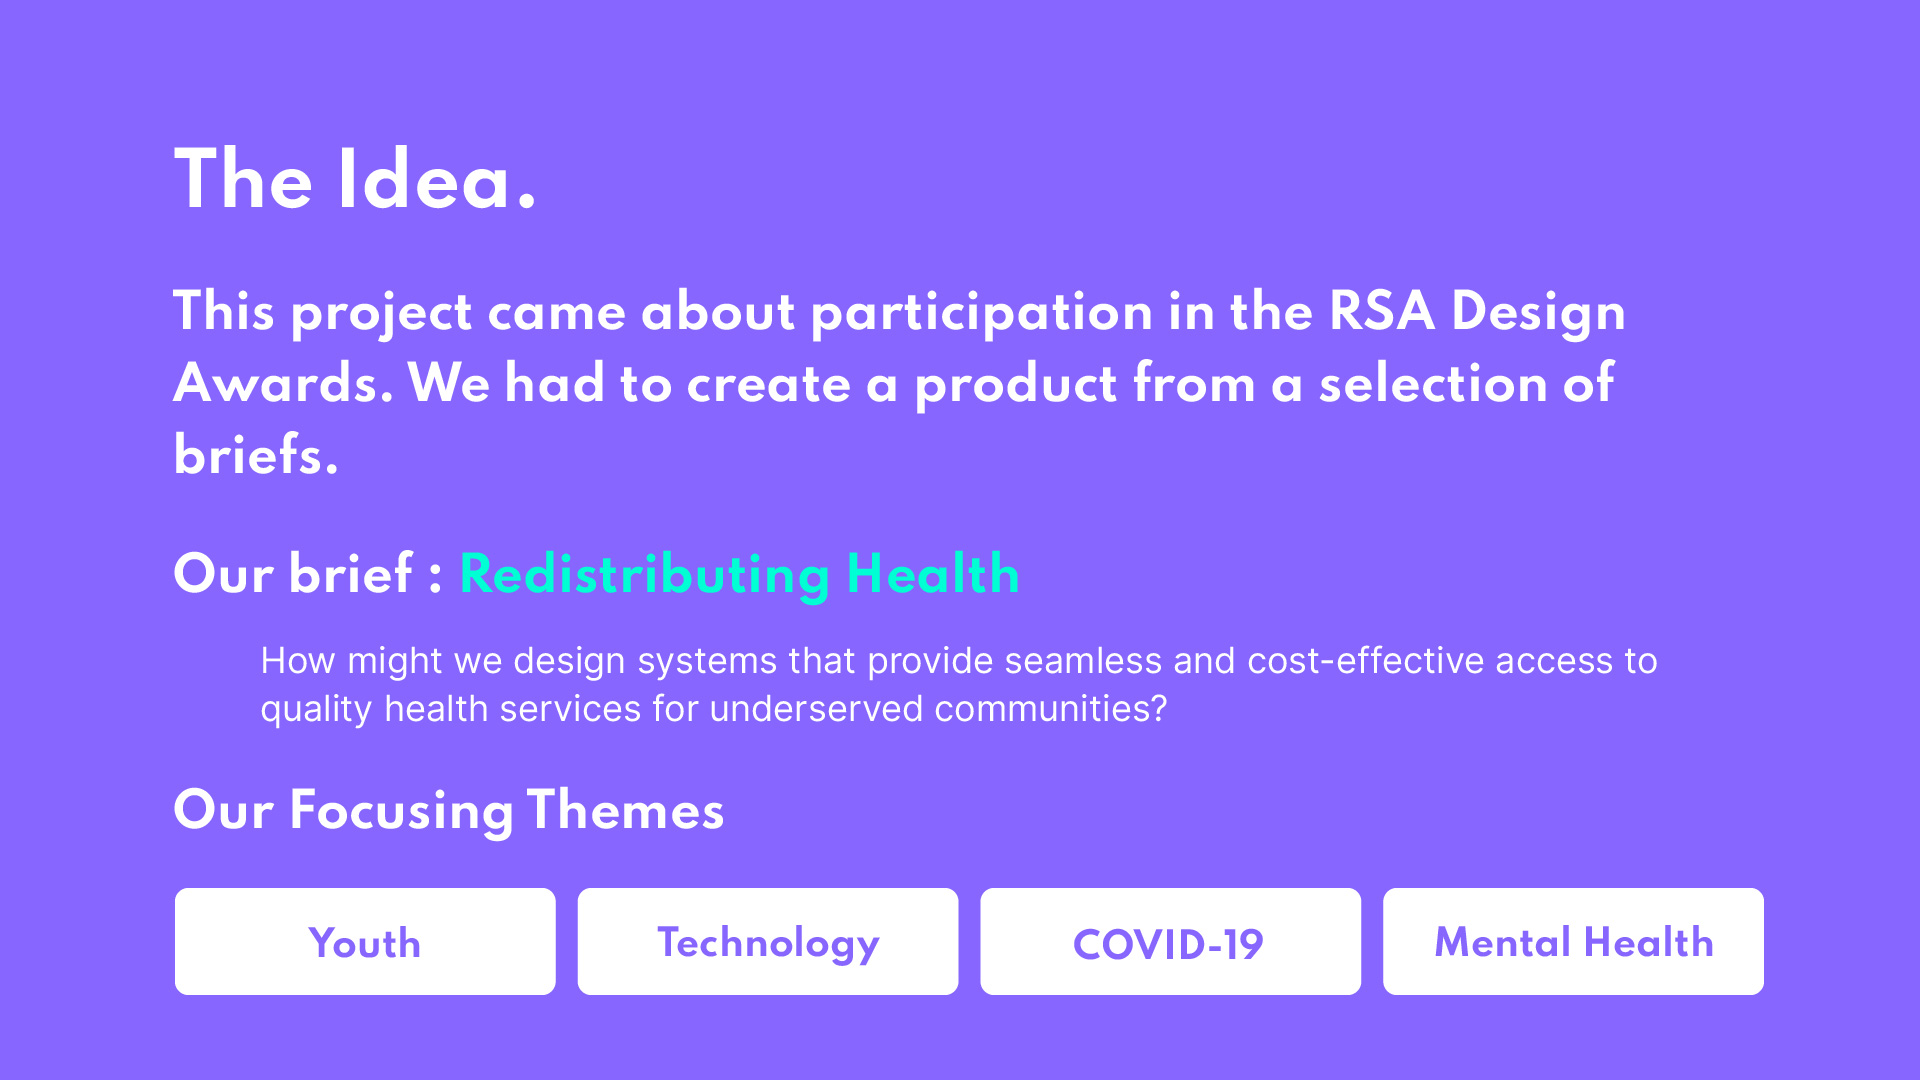 The Idea.
This project came about participation in the RSA Design
Awards. We had to create a product from a selection of
briefs.
Our brief : Redistributing Health
How might we design systems that provide seamless and cost-effective access to
quality health services for underserved communities?
Our Focusing Themes
Youth
Technology
COVID-19
Mental Health